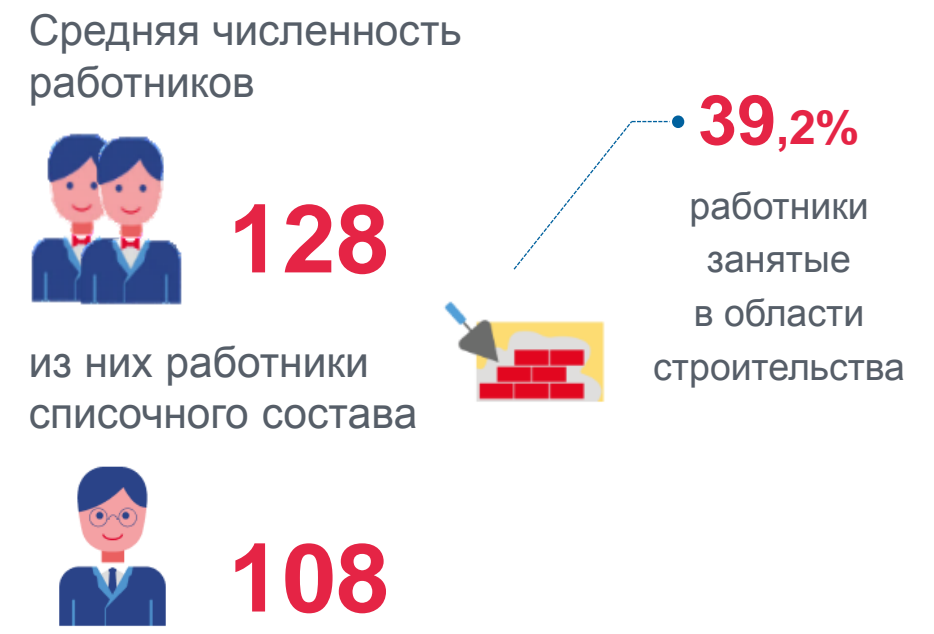 Средняя численность
работников
128
из них работники
списочного состава
108
39,2%
работники
занятые
в области
строительства